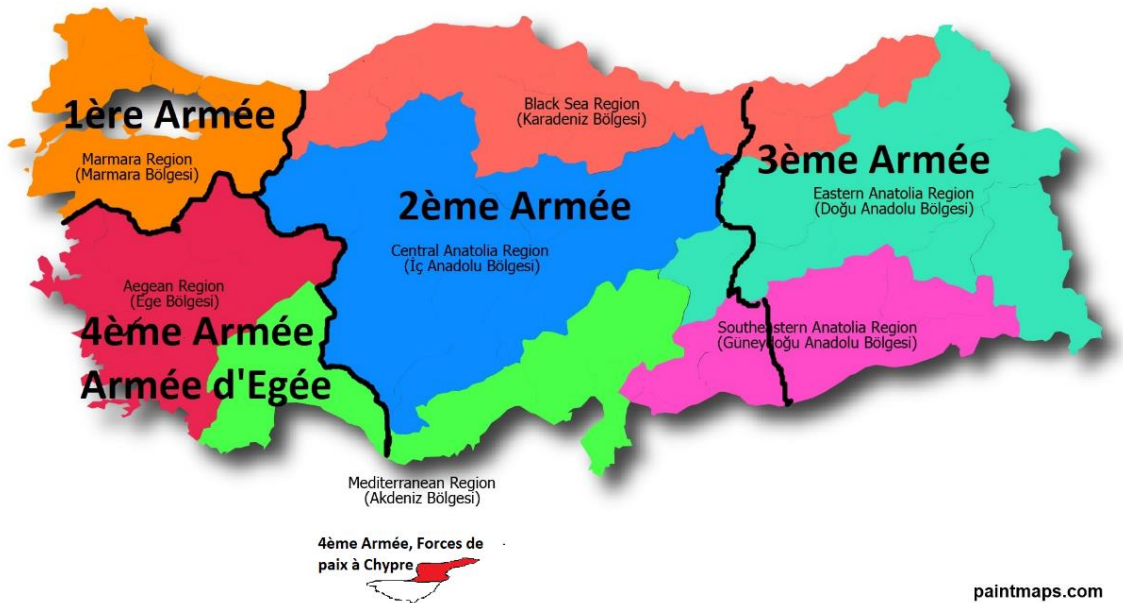 1ère Armée
Marmara Region
(Marmara Bölgesi)
Black Sea Region
(Karadeniz Bölgesi)
3ème Armée
Eastern Anatolia Region
(Doğu Anadolu Bölgesi)
2ème Armée
Central Anatolia Region
(İç Anadolu Bölgesi)
Aegean Region
(Ege Bölgesi)
4ème Armée
Armée d'Egée
Southeastern Anatolia Region
(Güneydoğu Anadolu Bölgesi)
Mediterranean Region
(Akdeniz Bölgesi)
4ème Armée, Forces de
paix à Chypre
paintmaps.com